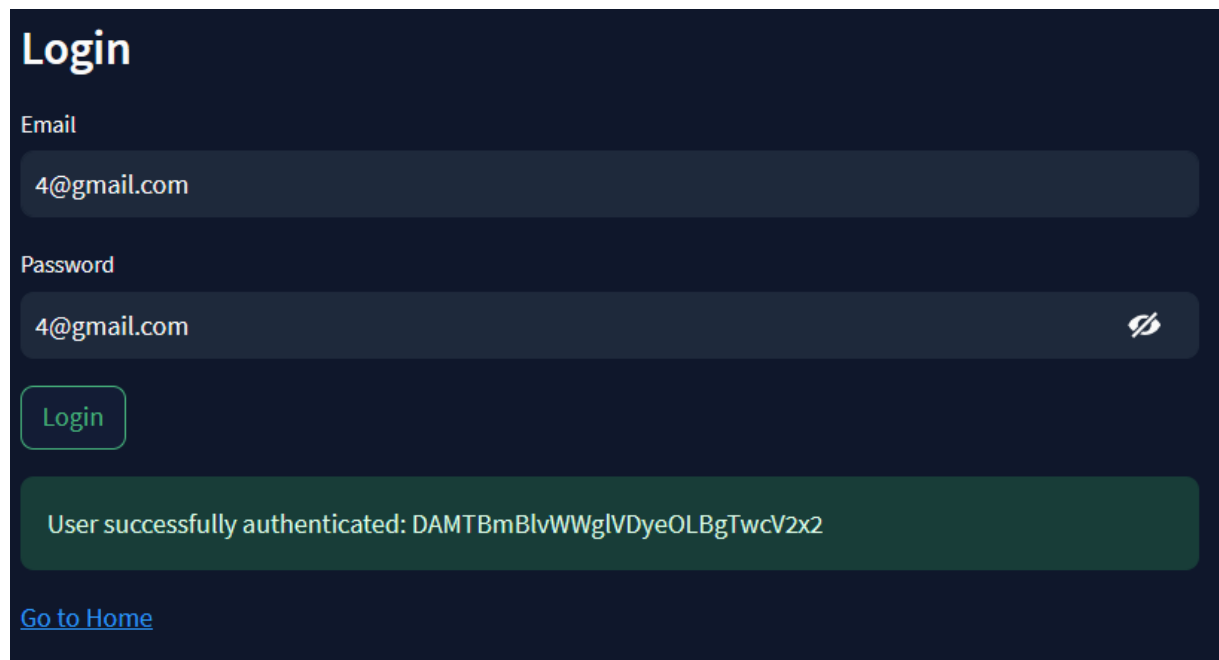 Login
Email
4@gmail.com
Password
4@gmail.com
Login
User successfully authenticated: DAMTBmBlvWWglVDyeOLBgTwcV2x2
Go to Home